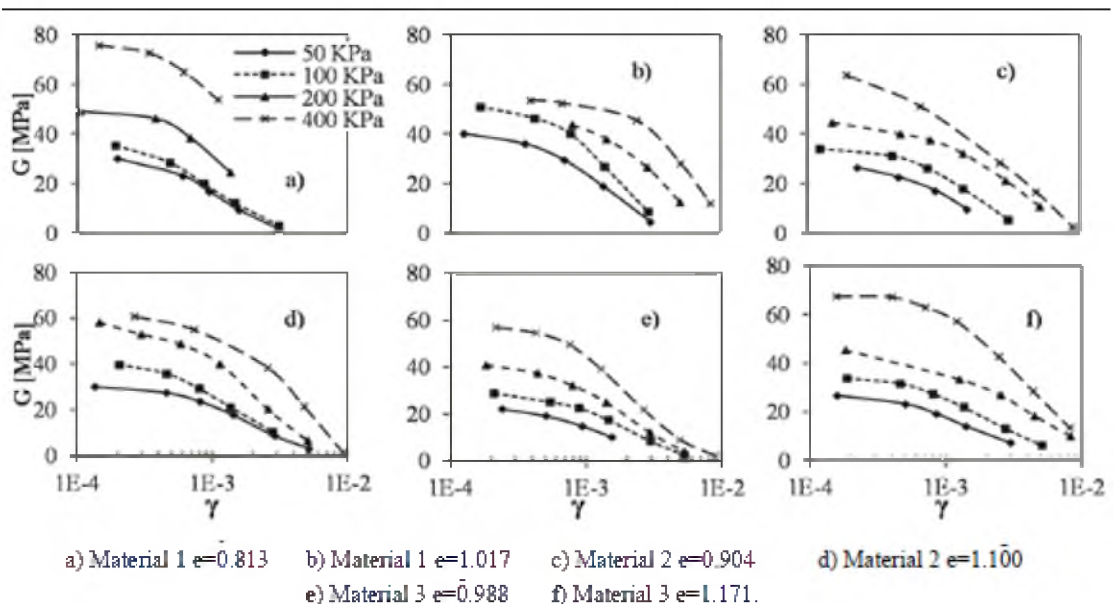 80
60
40
20
0
G [MPa]
50 KPa
100 KPa
200 KPa
400 KPa
a)
80
60
40
20
0
b)
80
60
40
20
0
c)
80
60
40
20
0
G [MPa]
d)
1E-4 1E-3 1E-2
γ
80
60
40
20
0
e)
1E-4 1E-3 1E-2
γ
80
60
40
20
0
f)
1E-4 1E-3 1E-2
γ
a) Material 1 e=0.813 b) Material 1 e=1.017 c) Material 2 e=0.904 d) Material 2 e=1.100
e) Material 3 e=0.988 f) Material 3 e=1.171.